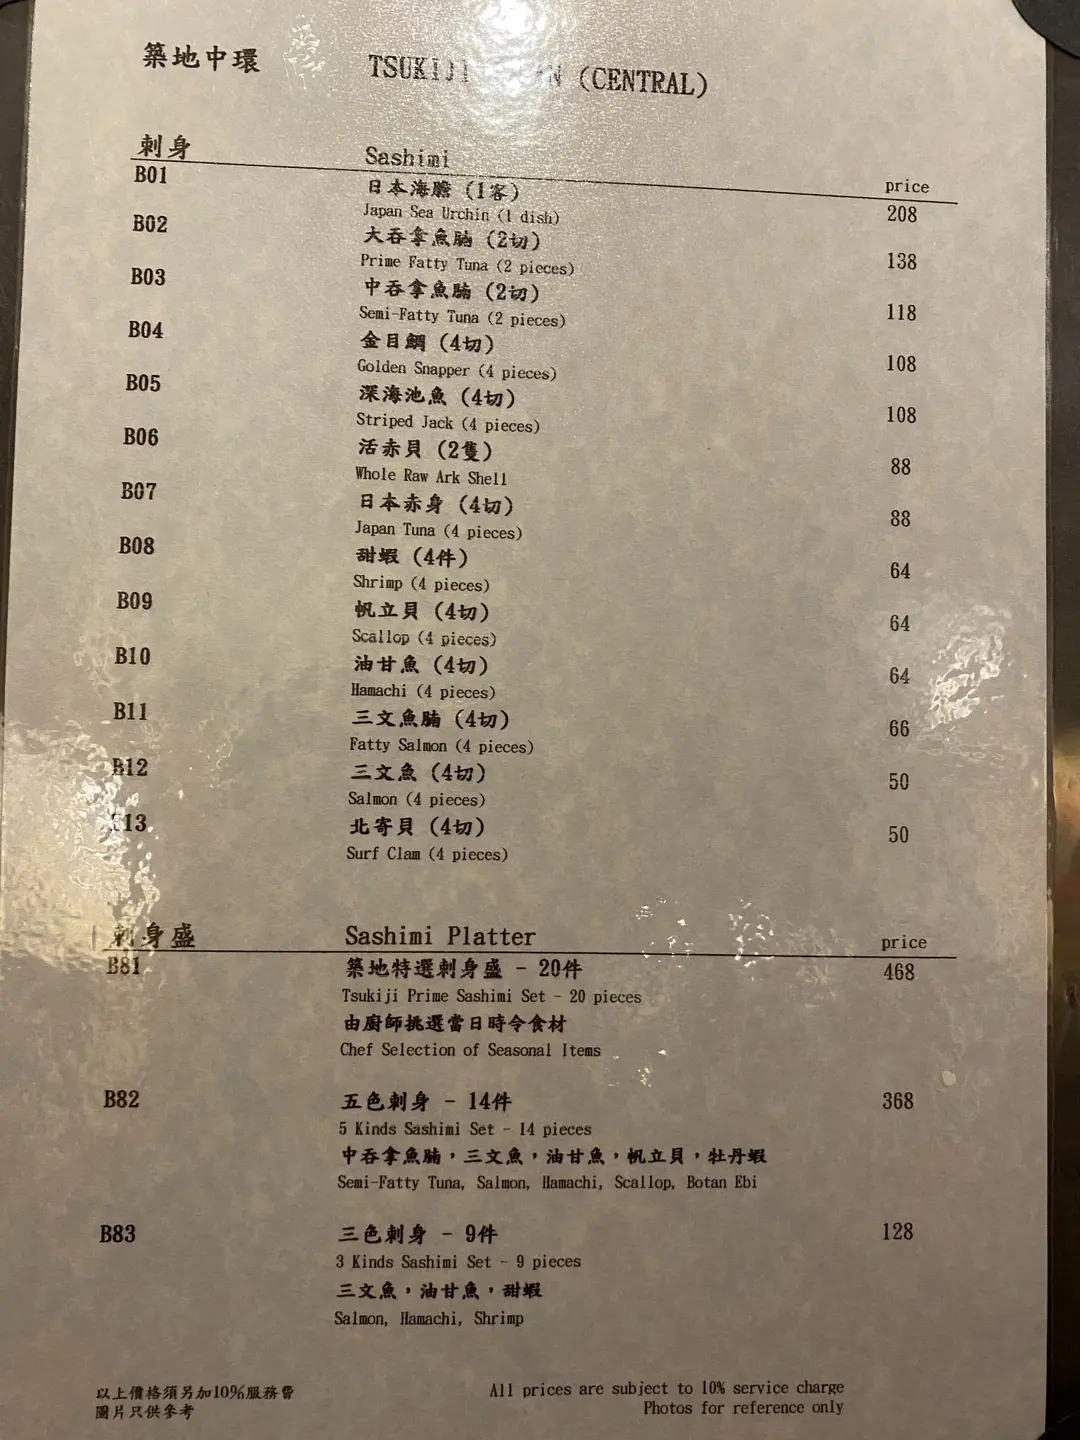 築地中環
TSUKIJI (CENTRAL)
刺身 Sashimi price
B01 日本海膽 (1客) 208
Japan Sea Urchin (1 dish)
B02 大吞拿魚腩 (2切) 138
Prime Fatty Tuna (2 pieces)
B03 中吞拿魚腩 (2切) 118
Semi-Fatty Tuna (2 pieces)
B04 金目鯛 (4切) 108
Golden Snapper (4 pieces)
B05 深海池魚 (4切) 108
Striped Jack (4 pieces)
B06 活赤貝 (2隻) 88
Whole Raw Ark Shell
B07 日本赤身 (4切) 88
Japan Tuna (4 pieces)
B08 甜蝦 (4件) 64
Shrimp (4 pieces)
B09 帆立貝 (4切) 64
Scallop (4 pieces)
B10 油甘魚 (4切) 64
Hamachi (4 pieces)
B11 三文魚腩 (4切) 66
Fatty Salmon (4 pieces)
B12 三文魚 (4切) 50
Salmon (4 pieces)
B13 北寄貝 (4切) 50
Surf Clam (4 pieces)
刺身盛 Sashimi Platter price
B81 築地特選刺身盛 - 20件 468
Tsukiji Prime Sashimi Set - 20 pieces
由廚師挑選當日時令食材
Chef Selection of Seasonal Items
B82 五色刺身 - 14件 368
5 Kinds Sashimi Set - 14 pieces
中吞拿魚腩，三文魚，油甘魚，帆立貝，牡丹蝦
Semi-Fatty Tuna, Salmon, Hamachi, Scallop, Botan Ebi
B83 三色刺身 - 9件 128
3 Kinds Sashimi Set - 9 pieces
三文魚，油甘魚，甜蝦
Salmon, Hamachi, Shrimp
以上價格須另加10%服務費 All prices are subject to 10% service charge
圖片只供參考 Photos for reference only